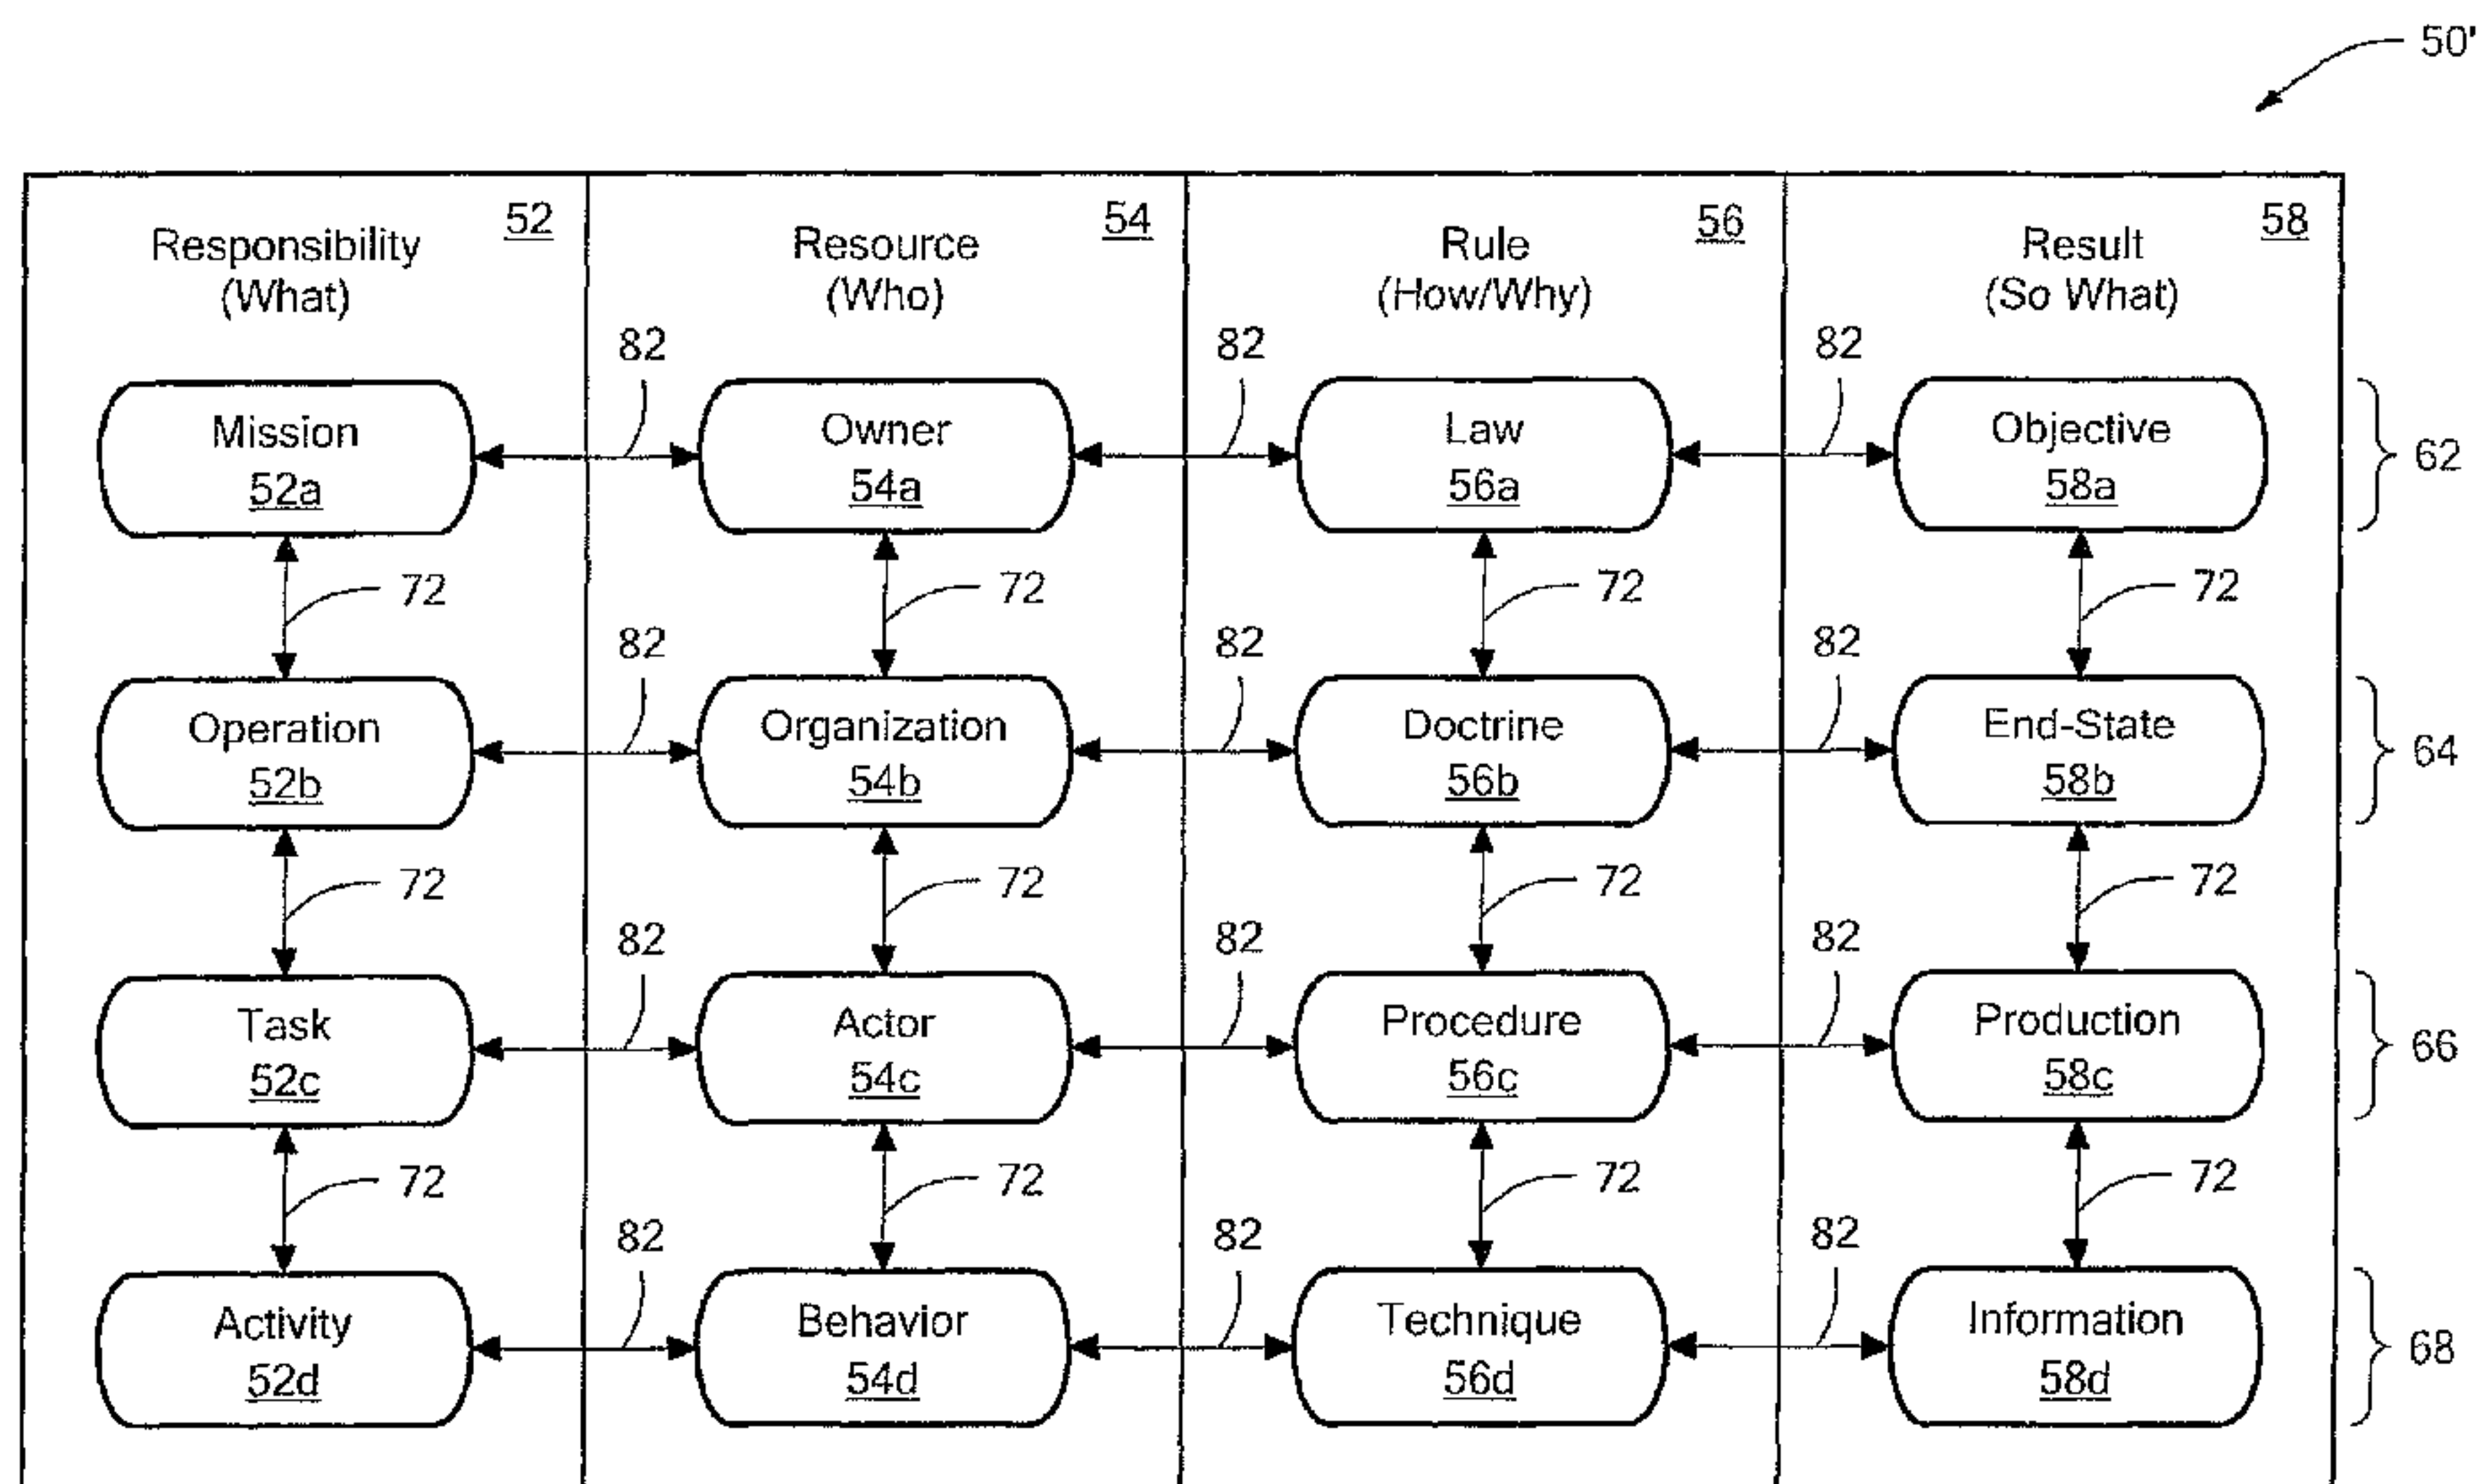 50'
52 54 56 58
Responsibility Resource Rule Result
(What) (Who) (How/Why) (So What)
82 82 82
Mission Owner Law Objective
52a 54a 56a 58a
62
72 72 72 72
82 82 82
Operation Organization Doctrine End-State
52b 54b 56b 58b
64
72 72 72 72
82 82 82
Task Actor Procedure Production
52c 54c 56c 58c
66
72 72 72 72
82 82 82
Activity Behavior Technique Information
52d 54d 56d 58d
68